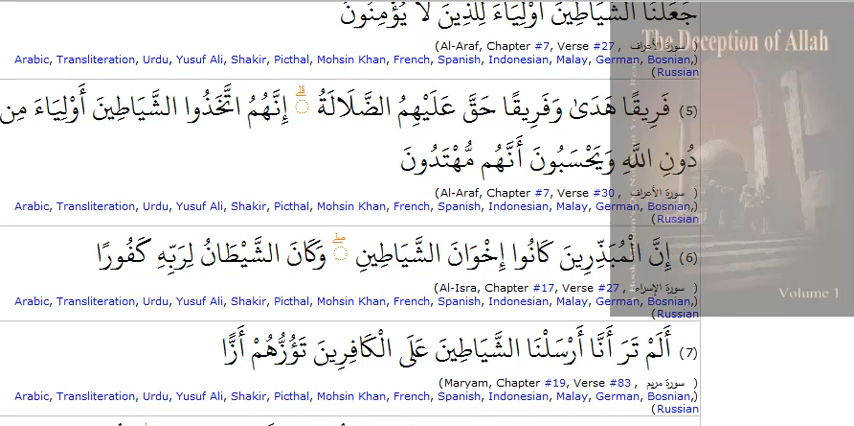 جَعَلْنَا الشَّيَاطِينَ أَوْلِيَاءَ لِلَّذِينَ لَا يُؤْمِنُونَ
(Al-Araf, Chapter #7, Verse #27 , سورة الأعراف )
Arabic, Transliteration, Urdu, Yusuf Ali, Shakir, Picthal, Mohsin Khan, French, Spanish, Indonesian, Malay, German, Bosnian,)
(Russian
(5) فَرِيقًا هَدَىٰ وَفَرِيقًا حَقَّ عَلَيْهِمُ الضَّلَالَةُ ۗ إِنَّهُمُ اتَّخَذُوا الشَّيَاطِينَ أَوْلِيَاءَ مِن
دُونِ اللَّهِ وَيَحْسَبُونَ أَنَّهُم مُّهْتَدُونَ
(Al-Araf, Chapter #7, Verse #30 , سورة الأعراف )
Arabic, Transliteration, Urdu, Yusuf Ali, Shakir, Picthal, Mohsin Khan, French, Spanish, Indonesian, Malay, German, Bosnian,)
(Russian
(6) إِنَّ الْمُبَذِّرِينَ كَانُوا إِخْوَانَ الشَّيَاطِينِ ۖ وَكَانَ الشَّيْطَانُ لِرَبِّهِ كَفُورًا
(Al-Isra, Chapter #17, Verse #27 , سورة الإسراء )
Arabic, Transliteration, Urdu, Yusuf Ali, Shakir, Picthal, Mohsin Khan, French, Spanish, Indonesian, Malay, German, Bosnian,)
(Russian
(7) أَلَمْ تَرَ أَنَّا أَرْسَلْنَا الشَّيَاطِينَ عَلَى الْكَافِرِينَ تَؤُزُّهُمْ أَزًّا
(Maryam, Chapter #19, Verse #83 , سورة مريم )
Arabic, Transliteration, Urdu, Yusuf Ali, Shakir, Picthal, Mohsin Khan, French, Spanish, Indonesian, Malay, German, Bosnian,)
(Russian
The Deception of Allah
Volume 1